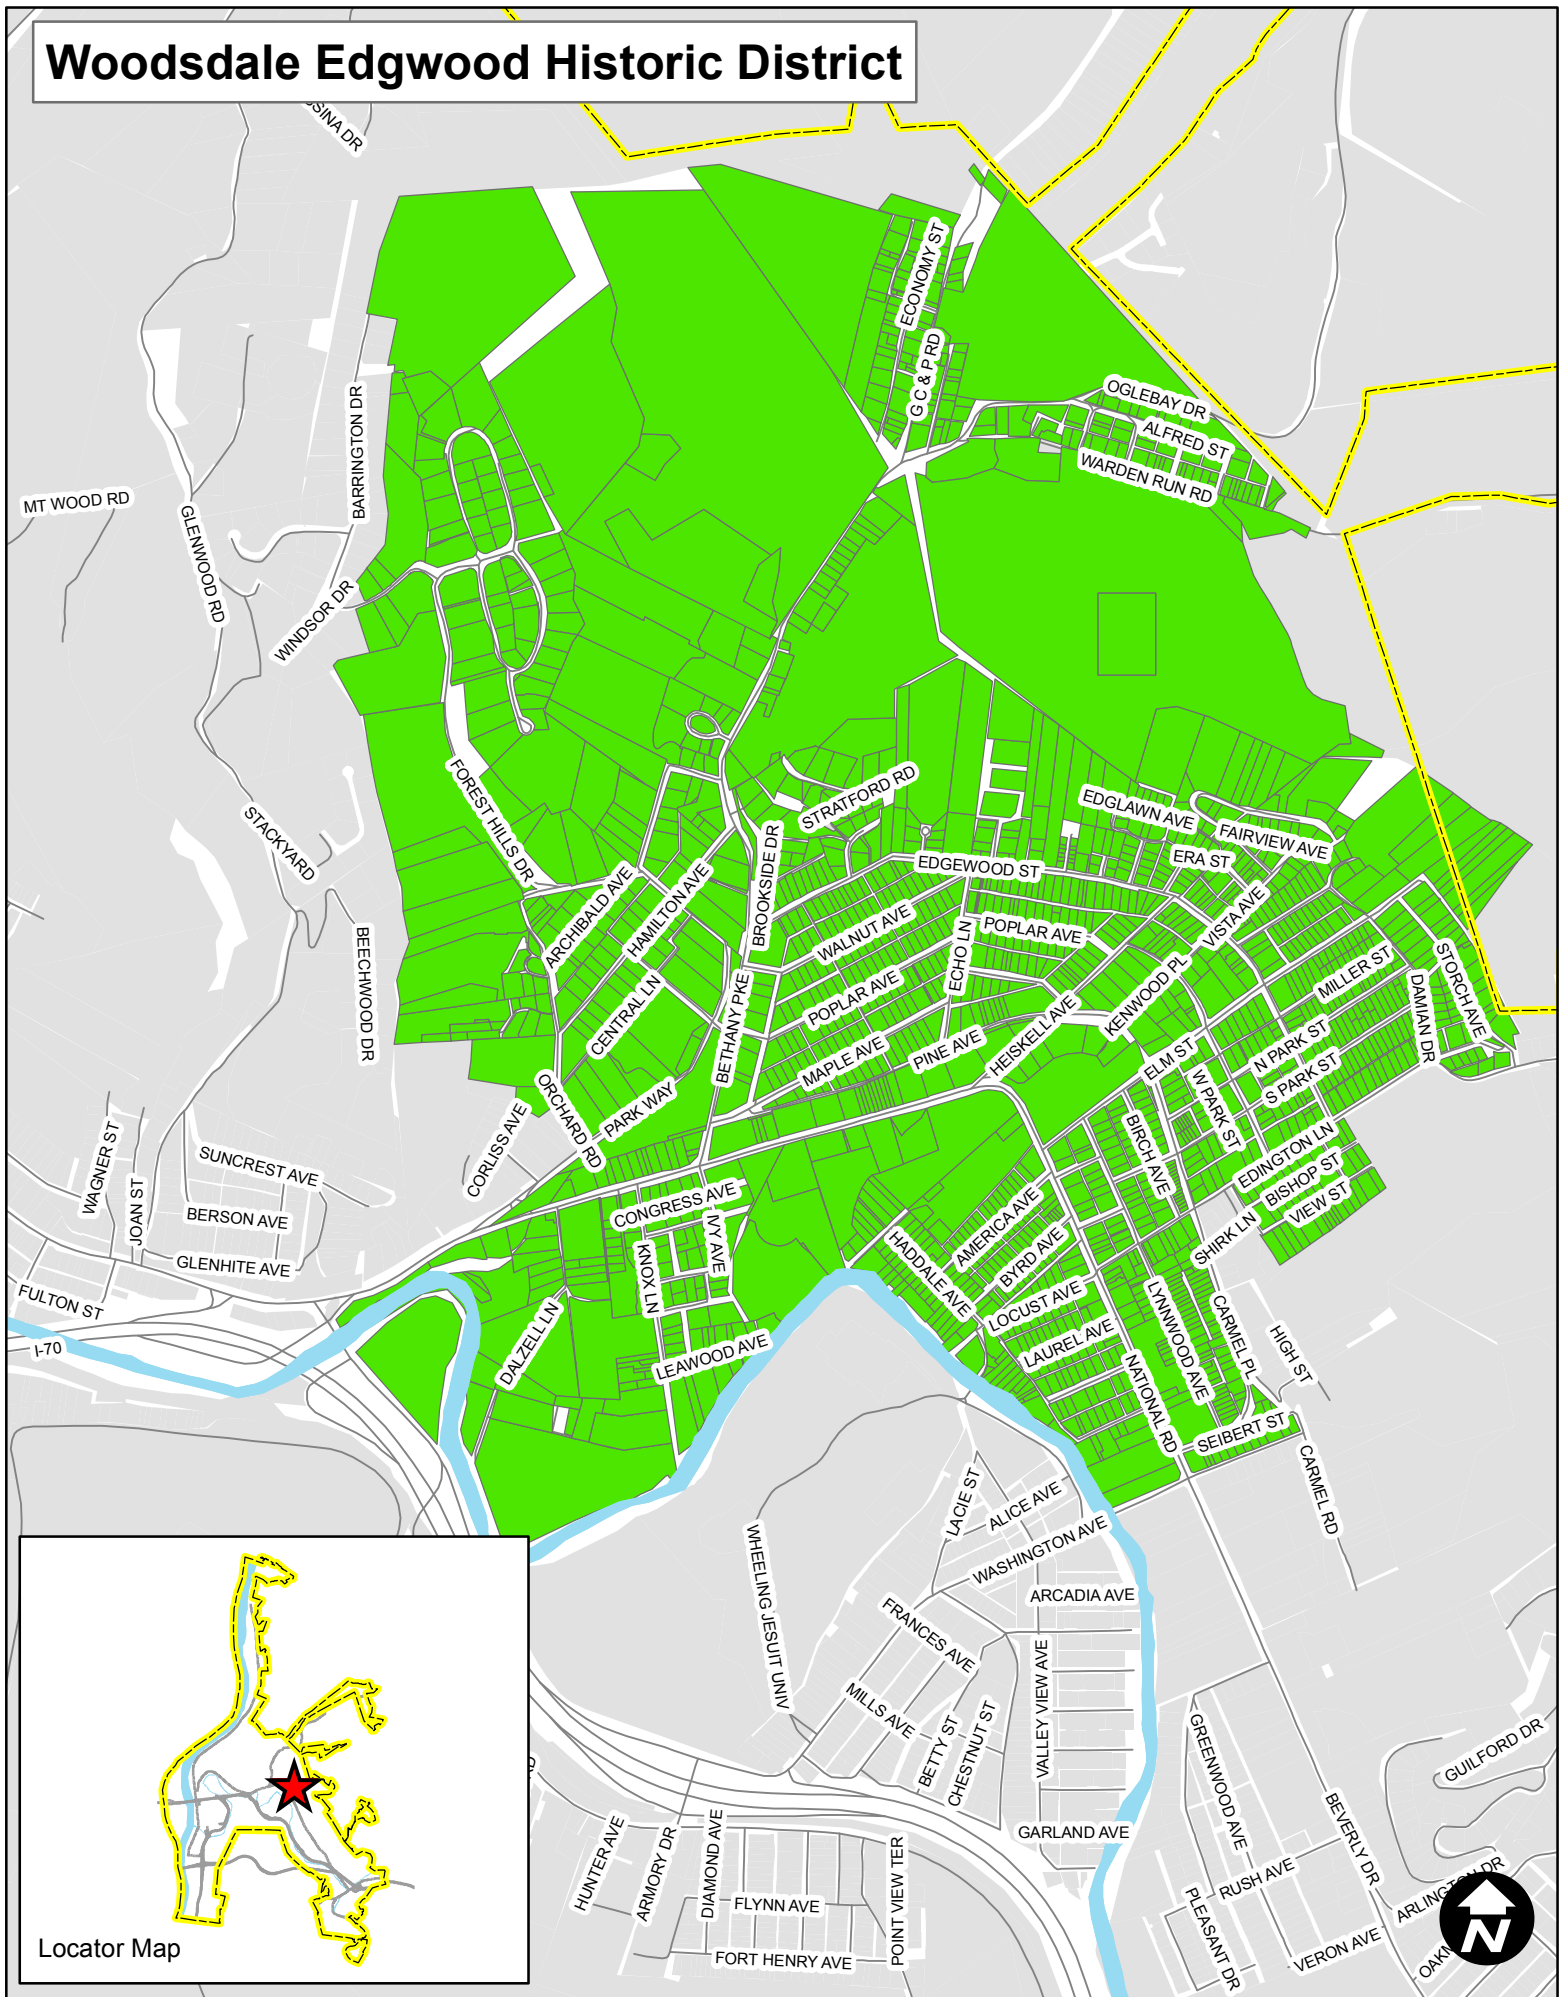 Woodsdale Edgwood Historic District
SINA DR
ECONOMY ST
G C & P RD
OGLEBAY DR
ALFRED ST
WARDEN RUN RD
BARRINGTON DR
MT WOOD RD
GLENWOOD RD
WINDSOR DR
FOREST HILLS DR
STACKYARD
STRATFORD RD
EDGLAWN AVE
FAIRVIEW AVE
ERA ST
EDGEWOOD ST
BROOKSIDE DR
ARCHIBALD AVE
HAMILTON AVE
WALNUT AVE
POPLAR AVE
VISTA AVE
BEECHWOOD DR
CENTRAL LN
BETHANY PKE
POPLAR AVE
ECHO LN
KENWOOD PL
MILLER ST
STORCH AVE
DAMIAN DR
MAPLE AVE
PINE AVE
HEISKELL AVE
ELM ST
N PARK ST
S PARK ST
W PARK ST
ORCHARD RD
PARK WAY
CORLISS AVE
BIRCH AVE
EDINGTON LN
BISHOP ST
VIEW ST
WAGNER ST
JOAN ST
SUNCREST AVE
BERSON AVE
GLENHITE AVE
CONGRESS AVE
IVY AVE
KNOX LN
AMERICA AVE
BYRD AVE
HADDALE AVE
SHIRK LN
FULTON ST
I-70
LOCUST AVE
LAUREL AVE
LYNNWOOD AVE
CARMEL PL
HIGH ST
DALZELL LN
LEAWOOD AVE
NATIONAL RD
SEIBERT ST
CARMEL RD
LACIE ST
ALICE AVE
WASHINGTON AVE
WHEELING JESUIT UNIV
ARCADIA AVE
FRANCES AVE
MILLS AVE
BETTY ST
CHESTNUT ST
VALLEY VIEW AVE
GREENWOOD AVE
GUILFORD DR
BEVERLY DR
GARLAND AVE
HUNTER AVE
ARMORY DR
DIAMOND AVE
FLYNN AVE
POINT VIEW TER
FORT HENRY AVE
RUSH AVE
PLEASANT DR
ARLINGTON DR
VERON AVE
Locator Map
N